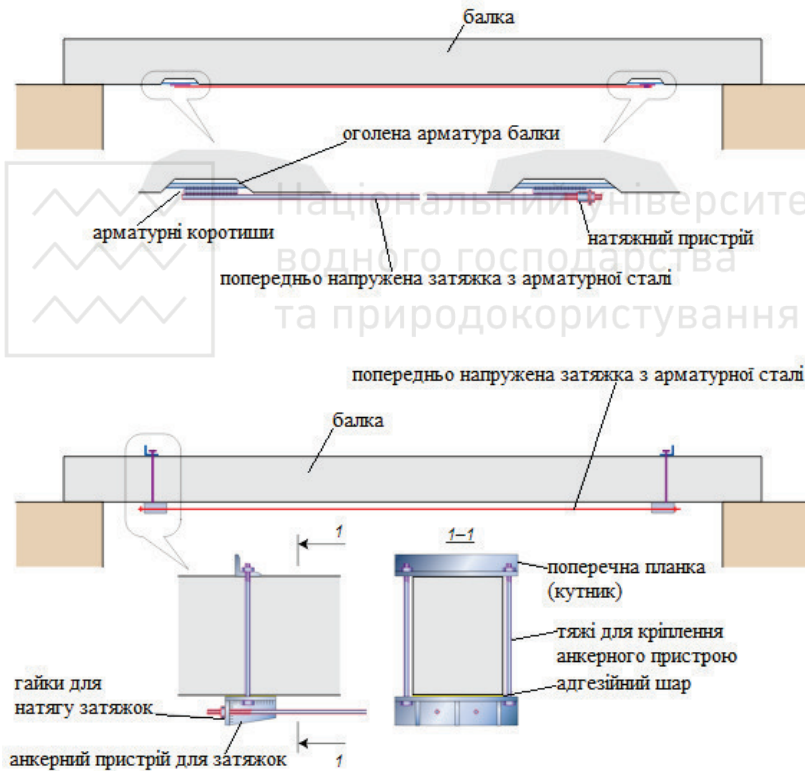 балка
оголена арматура балки
Національний університе
арматурні коротиши
натяжний пристрій
водного господарства
попередньо напружена затяжка з арматурної сталі
та природокористування
попередньо напружена затяжка з арматурної сталі
балка
1
1–1
поперечна планка
(кутник)
тяжі для кріплення
анкерного пристрою
адгезійний шар
гайки для
натягу затяжок
анкерний пристрій для затяжок
1